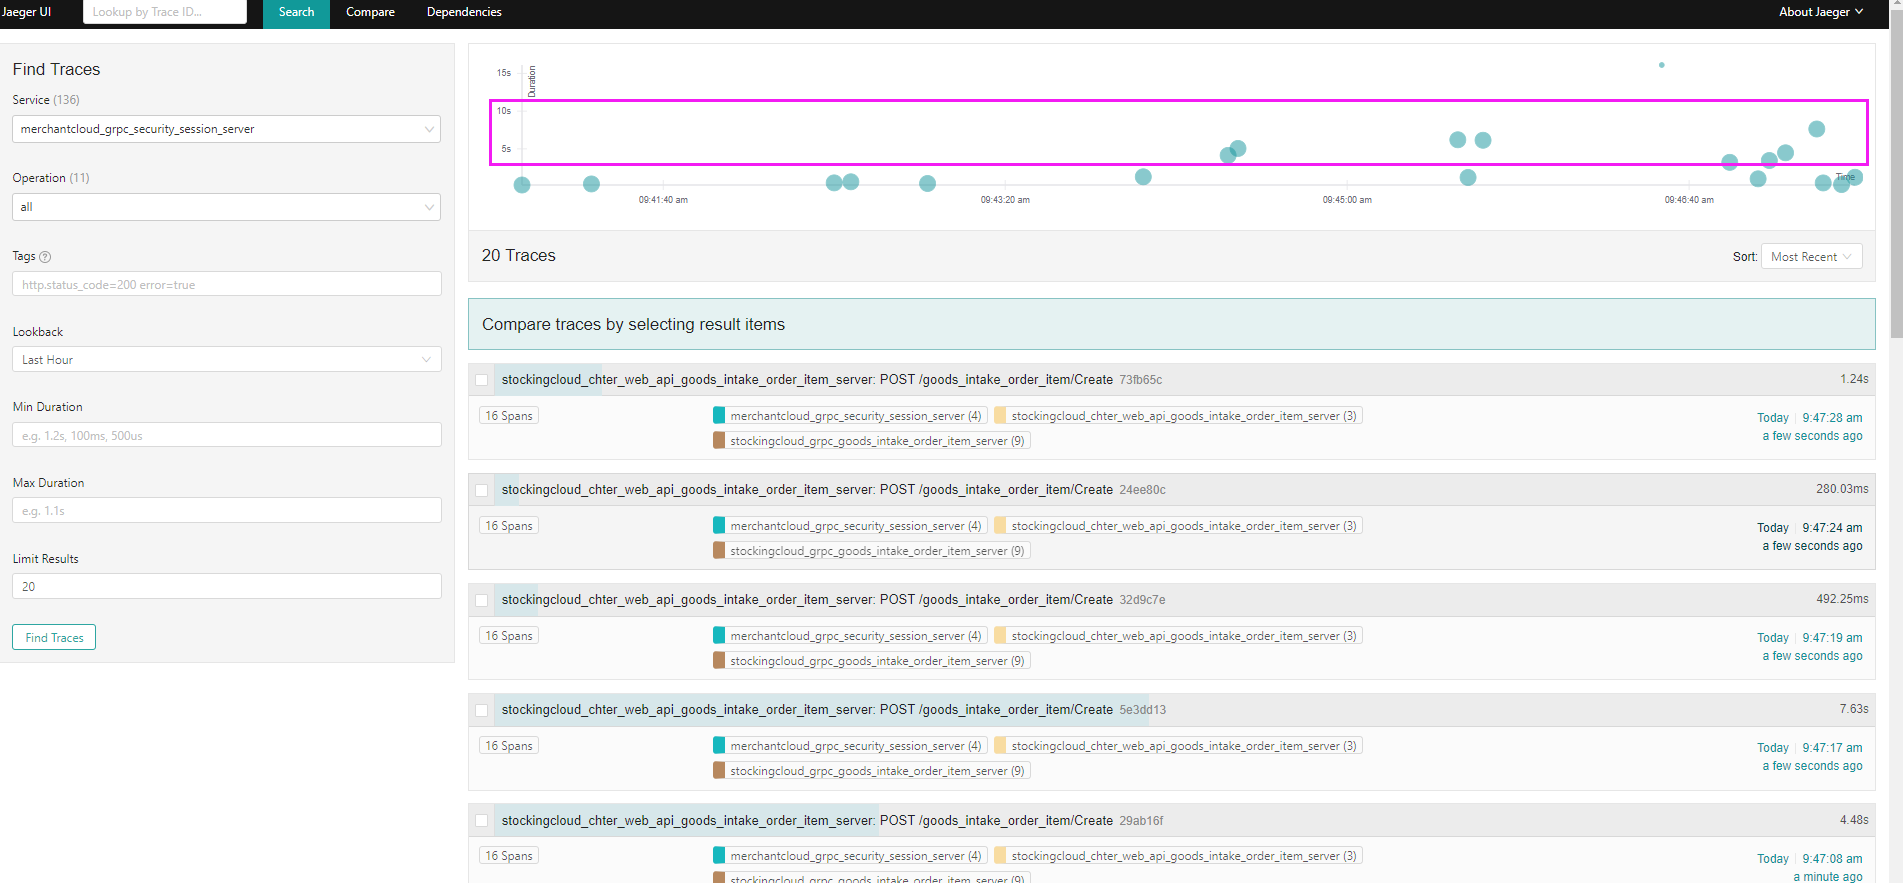 Jaeger UI
Lookup by Trace ID...
Search
Compare
Dependencies
About Jaeger
Find Traces
Service (136)
merchantcloud_grpc_security_session_server
Operation (11)
all
Tags
http.status_code=200 error=true
Lookback
Last Hour
Min Duration
e.g. 1.2s, 100ms, 500us
Max Duration
e.g. 1.1s
Limit Results
20
Find Traces
Duration
15s
10s
5s
Time
09:41:40 am
09:43:20 am
09:45:00 am
09:46:40 am
20 Traces
Sort: Most Recent
Compare traces by selecting result items
stockingcloud_chter_web_api_goods_intake_order_item_server: POST /goods_intake_order_item/Create 73fb65c 1.24s
16 Spans merchantcloud_grpc_security_session_server (4) stockingcloud_chter_web_api_goods_intake_order_item_server (3) Today 9:47:28 am
stockingcloud_grpc_goods_intake_order_item_server (9) a few seconds ago
stockingcloud_chter_web_api_goods_intake_order_item_server: POST /goods_intake_order_item/Create 24ee80c 280.03ms
16 Spans merchantcloud_grpc_security_session_server (4) stockingcloud_chter_web_api_goods_intake_order_item_server (3) Today 9:47:24 am
stockingcloud_grpc_goods_intake_order_item_server (9) a few seconds ago
stockingcloud_chter_web_api_goods_intake_order_item_server: POST /goods_intake_order_item/Create 32d9c7e 492.25ms
16 Spans merchantcloud_grpc_security_session_server (4) stockingcloud_chter_web_api_goods_intake_order_item_server (3) Today 9:47:19 am
stockingcloud_grpc_goods_intake_order_item_server (9) a few seconds ago
stockingcloud_chter_web_api_goods_intake_order_item_server: POST /goods_intake_order_item/Create 5e3dd13 7.63s
16 Spans merchantcloud_grpc_security_session_server (4) stockingcloud_chter_web_api_goods_intake_order_item_server (3) Today 9:47:17 am
stockingcloud_grpc_goods_intake_order_item_server (9) a few seconds ago
stockingcloud_chter_web_api_goods_intake_order_item_server: POST /goods_intake_order_item/Create 29ab16f 4.48s
16 Spans merchantcloud_grpc_security_session_server (4) stockingcloud_chter_web_api_goods_intake_order_item_server (3) Today 9:47:08 am
stockingcloud_grpc_goods_intake_order_item_server (9) a minute ago